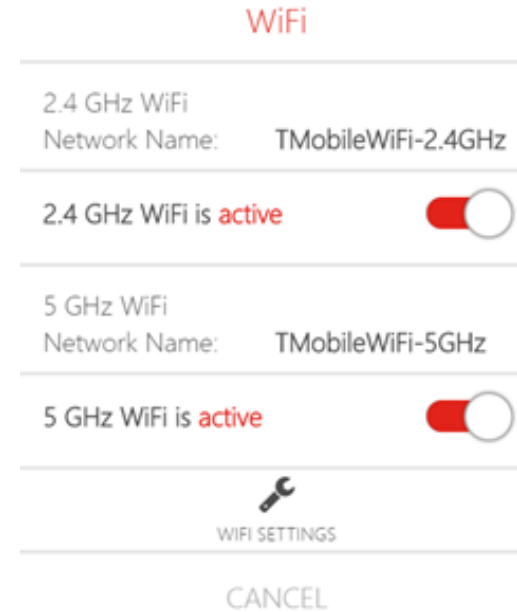 WiFi
2.4 GHz WiFi
Network Name: TMobileWiFi-2.4GHz
2.4 GHz WiFi is active
5 GHz WiFi
Network Name: TMobileWiFi-5GHz
5 GHz WiFi is active
WIFI SETTINGS
CANCEL